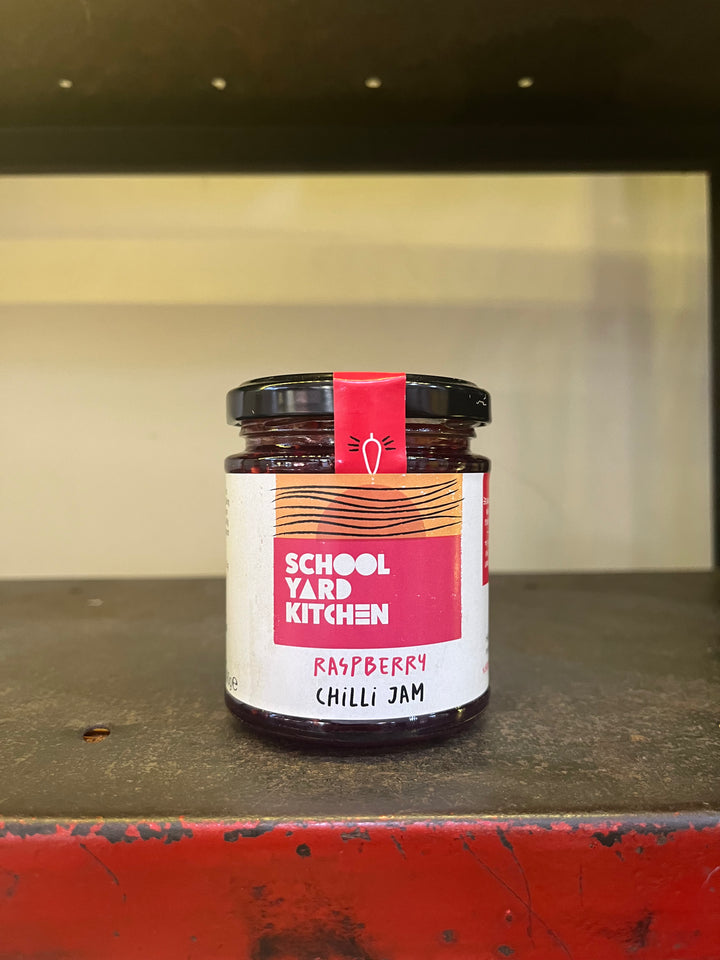 SCHOOL
YARD
KITCHEN
RASPBERRY
CHiLLi JAM